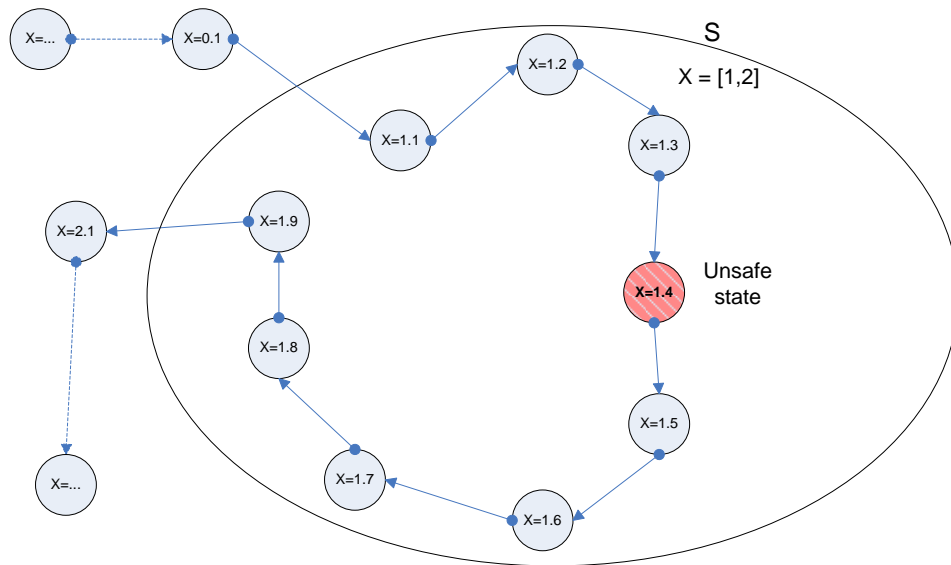 X=...
X=0.1
S
X = [1,2]
X=1.1
X=1.2
X=1.3
X=1.4
Unsafe
state
X=1.5
X=1.6
X=1.7
X=1.8
X=1.9
X=2.1
X=...